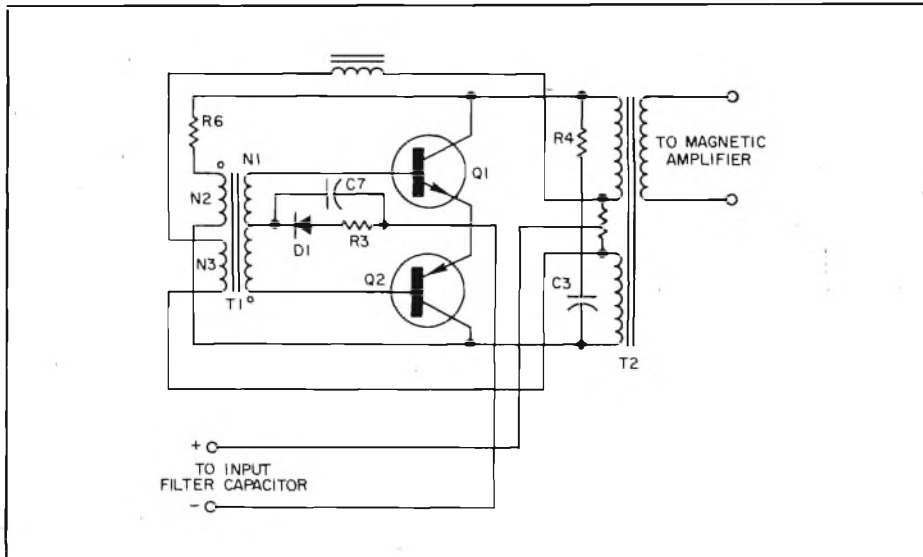 R6
N1
N2
N3
T1
C7
D1
R3
Q1
Q2
R4
C3
T2
TO MAGNETIC
AMPLIFIER
+
TO INPUT
FILTER CAPACITOR
-